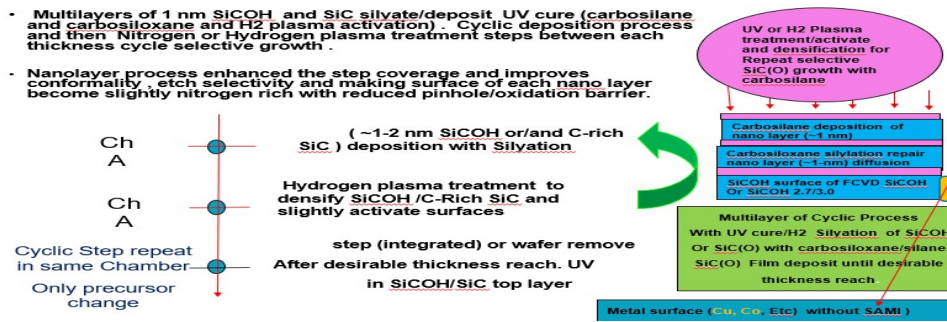 • Multilayers of 1 nm SiCOH and SiC silyate/deposit UV cure (carbosilane
and carbosiloxane and H2 plasma activation) . Cyclic deposition process
and then Nitrogen or Hydrogen plasma treatment steps between each
thickness cycle selective growth .
• Nanolayer process enhanced the step coverage and improves
conformality , etch selectivity and making surface of each nano layer
become slightly nitrogen rich with reduced pinhole/oxidation barrier.
Ch
A
( ~1-2 nm SiCOH or/and C-rich
SiC ) deposition with Silyation
Ch
A
Hydrogen plasma treatment to
densify SiCOH /C-Rich SiC and
slightly activate surfaces
Cyclic Step repeat
in same Chamber
Only precursor
change
step (integrated) or wafer remove
After desirable thickness reach. UV
in SiCOH/SiC top layer
UV or H2 Plasma
treatment/activate
and densification for
Repeat selective
SiC(O) growth with
carbosilane
Carbosilane deposition of
nano layer (~1 nm)
Carbosiloxane silylation repair
nano layer (~1-nm) diffusion
SiCOH surface of FCVD SiCOH
Or SiCOH 2.7/3.0
Multilayer of Cyclic Process
With UV cure/H2 Silyation of SiCOH
Or SiC(O) with carbosiloxane/silane
SiC(O) Film deposit until desirable
thickness reach.
Metal surface (Cu, Co, Etc) without SAMI )